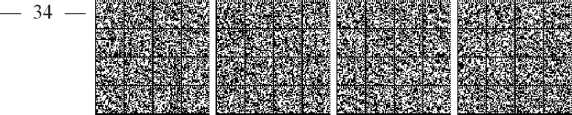 — 34 —